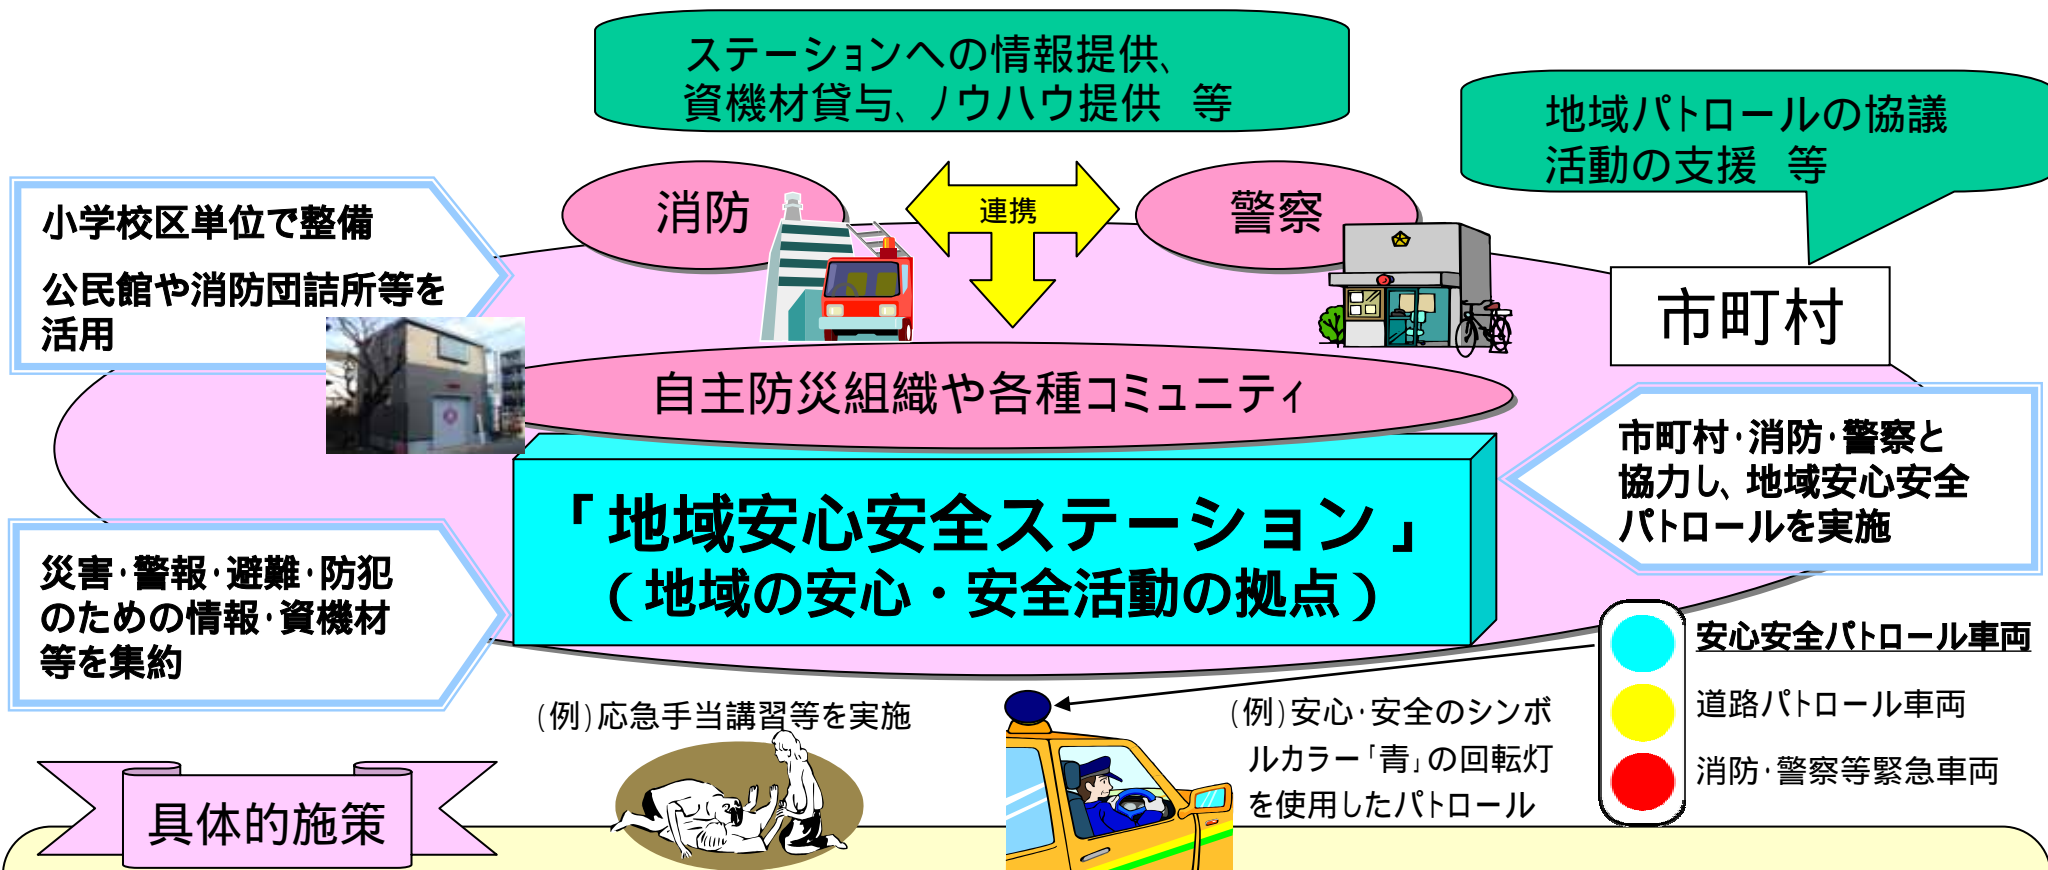 ステーションへの情報提供、
資機材貸与、ノウハウ提供　等
地域パトロールの協議
活動の支援　等
小学校区単位で整備
公民館や消防団詰所等を
活用
消防
連携
警察
市町村
自主防災組織や各種コミュニティ
「地域安心安全ステーション」
(地域の安心・安全活動の拠点)
市町村・消防・警察と
協力し、地域安心安全
パトロールを実施
災害・警報・避難・防犯
のための情報・資機材
等を集約
(例)応急手当講習等を実施
(例)安心・安全のシンボ
ルカラー「青」の回転灯
を使用したパトロール
安心安全パトロール車両
道路パトロール車両
消防・警察等緊急車両
具体的施策